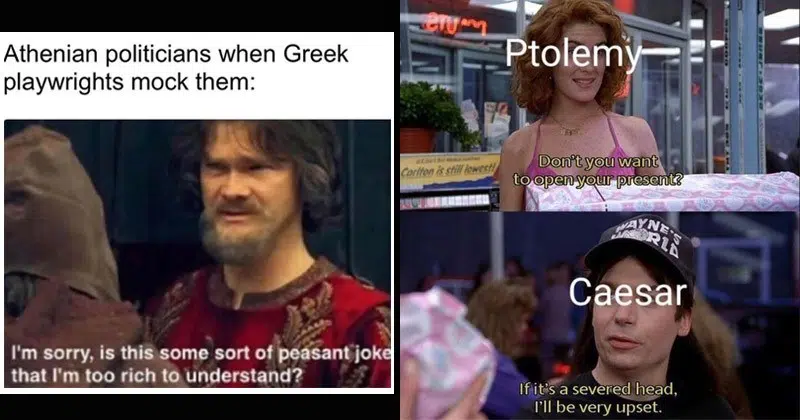 Athenian politicians when Greek
playwrights mock them:
I'm sorry, is this some sort of peasant joke
that I'm too rich to understand?
Ptolemy
Carlton is still lowest!
Don't you want
to open your present?
WAYNE'S
WORLD
Caesar
If it's a severed head,
I'll be very upset.